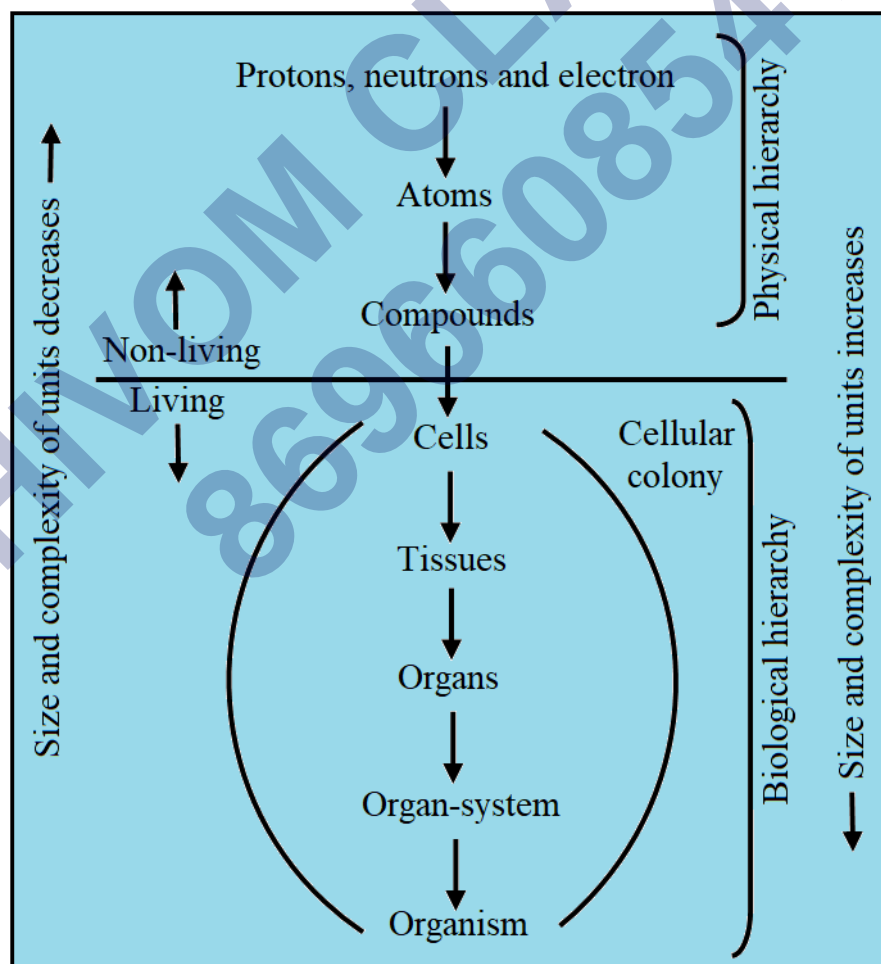 Protons, neutrons and electron
Atoms
Compounds
Physical hierarchy
Size and complexity of units decreases
Non-living
Living
Cells
Cellular
colony
Tissues
Organs
Organ-system
Organism
Biological hierarchy
Size and complexity of units increases
869660854